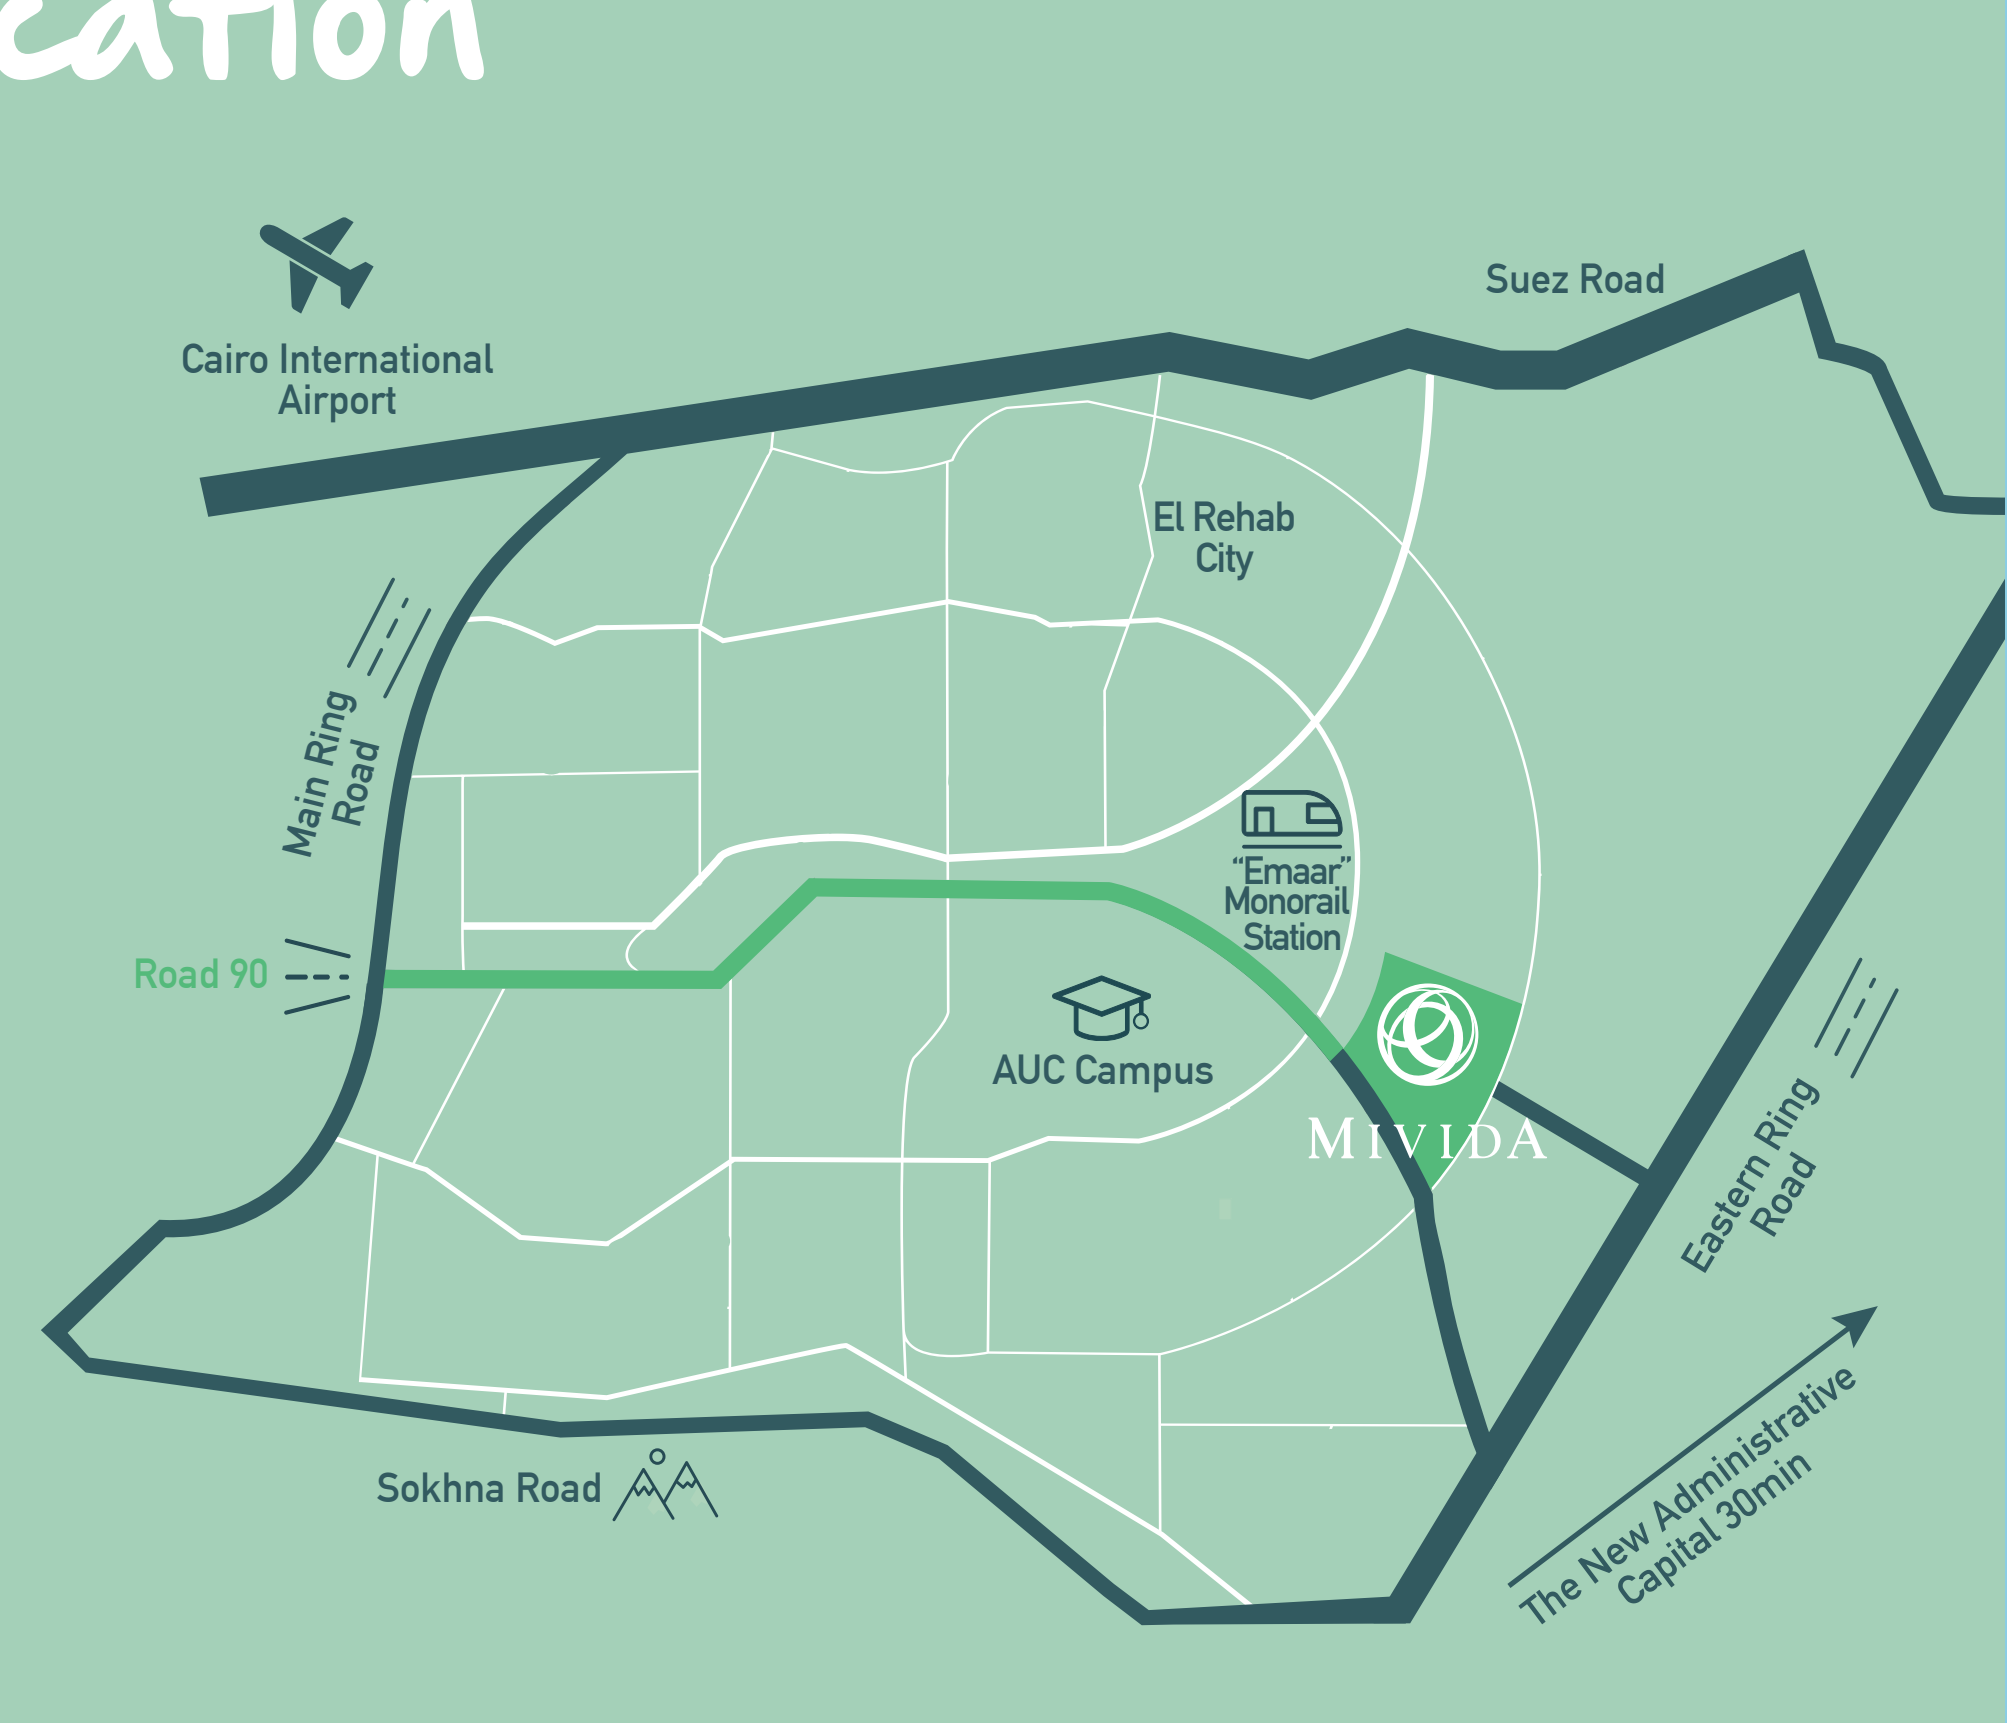 cation
Suez Road
Cairo International
Airport
El Rehab
City
Main Ring
Road
“Emaar”
Monorail
Station
Road 90
AUC Campus
MIVIDA
Eastern Ring
Road
The New Administrative
Capital 30min
Sokhna Road